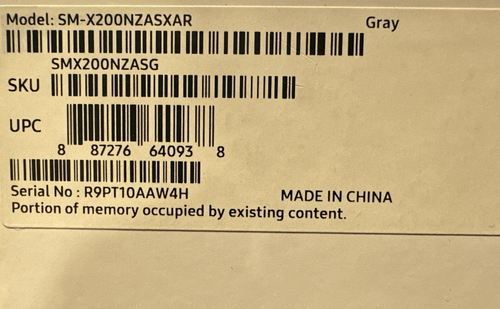 Model: SM-X200NZASXAR Gray
SMX200NZASG
SKU
UPC
8 87276 64093 8
Serial No : R9PT10AAW4H MADE IN CHINA
Portion of memory occupied by existing content.